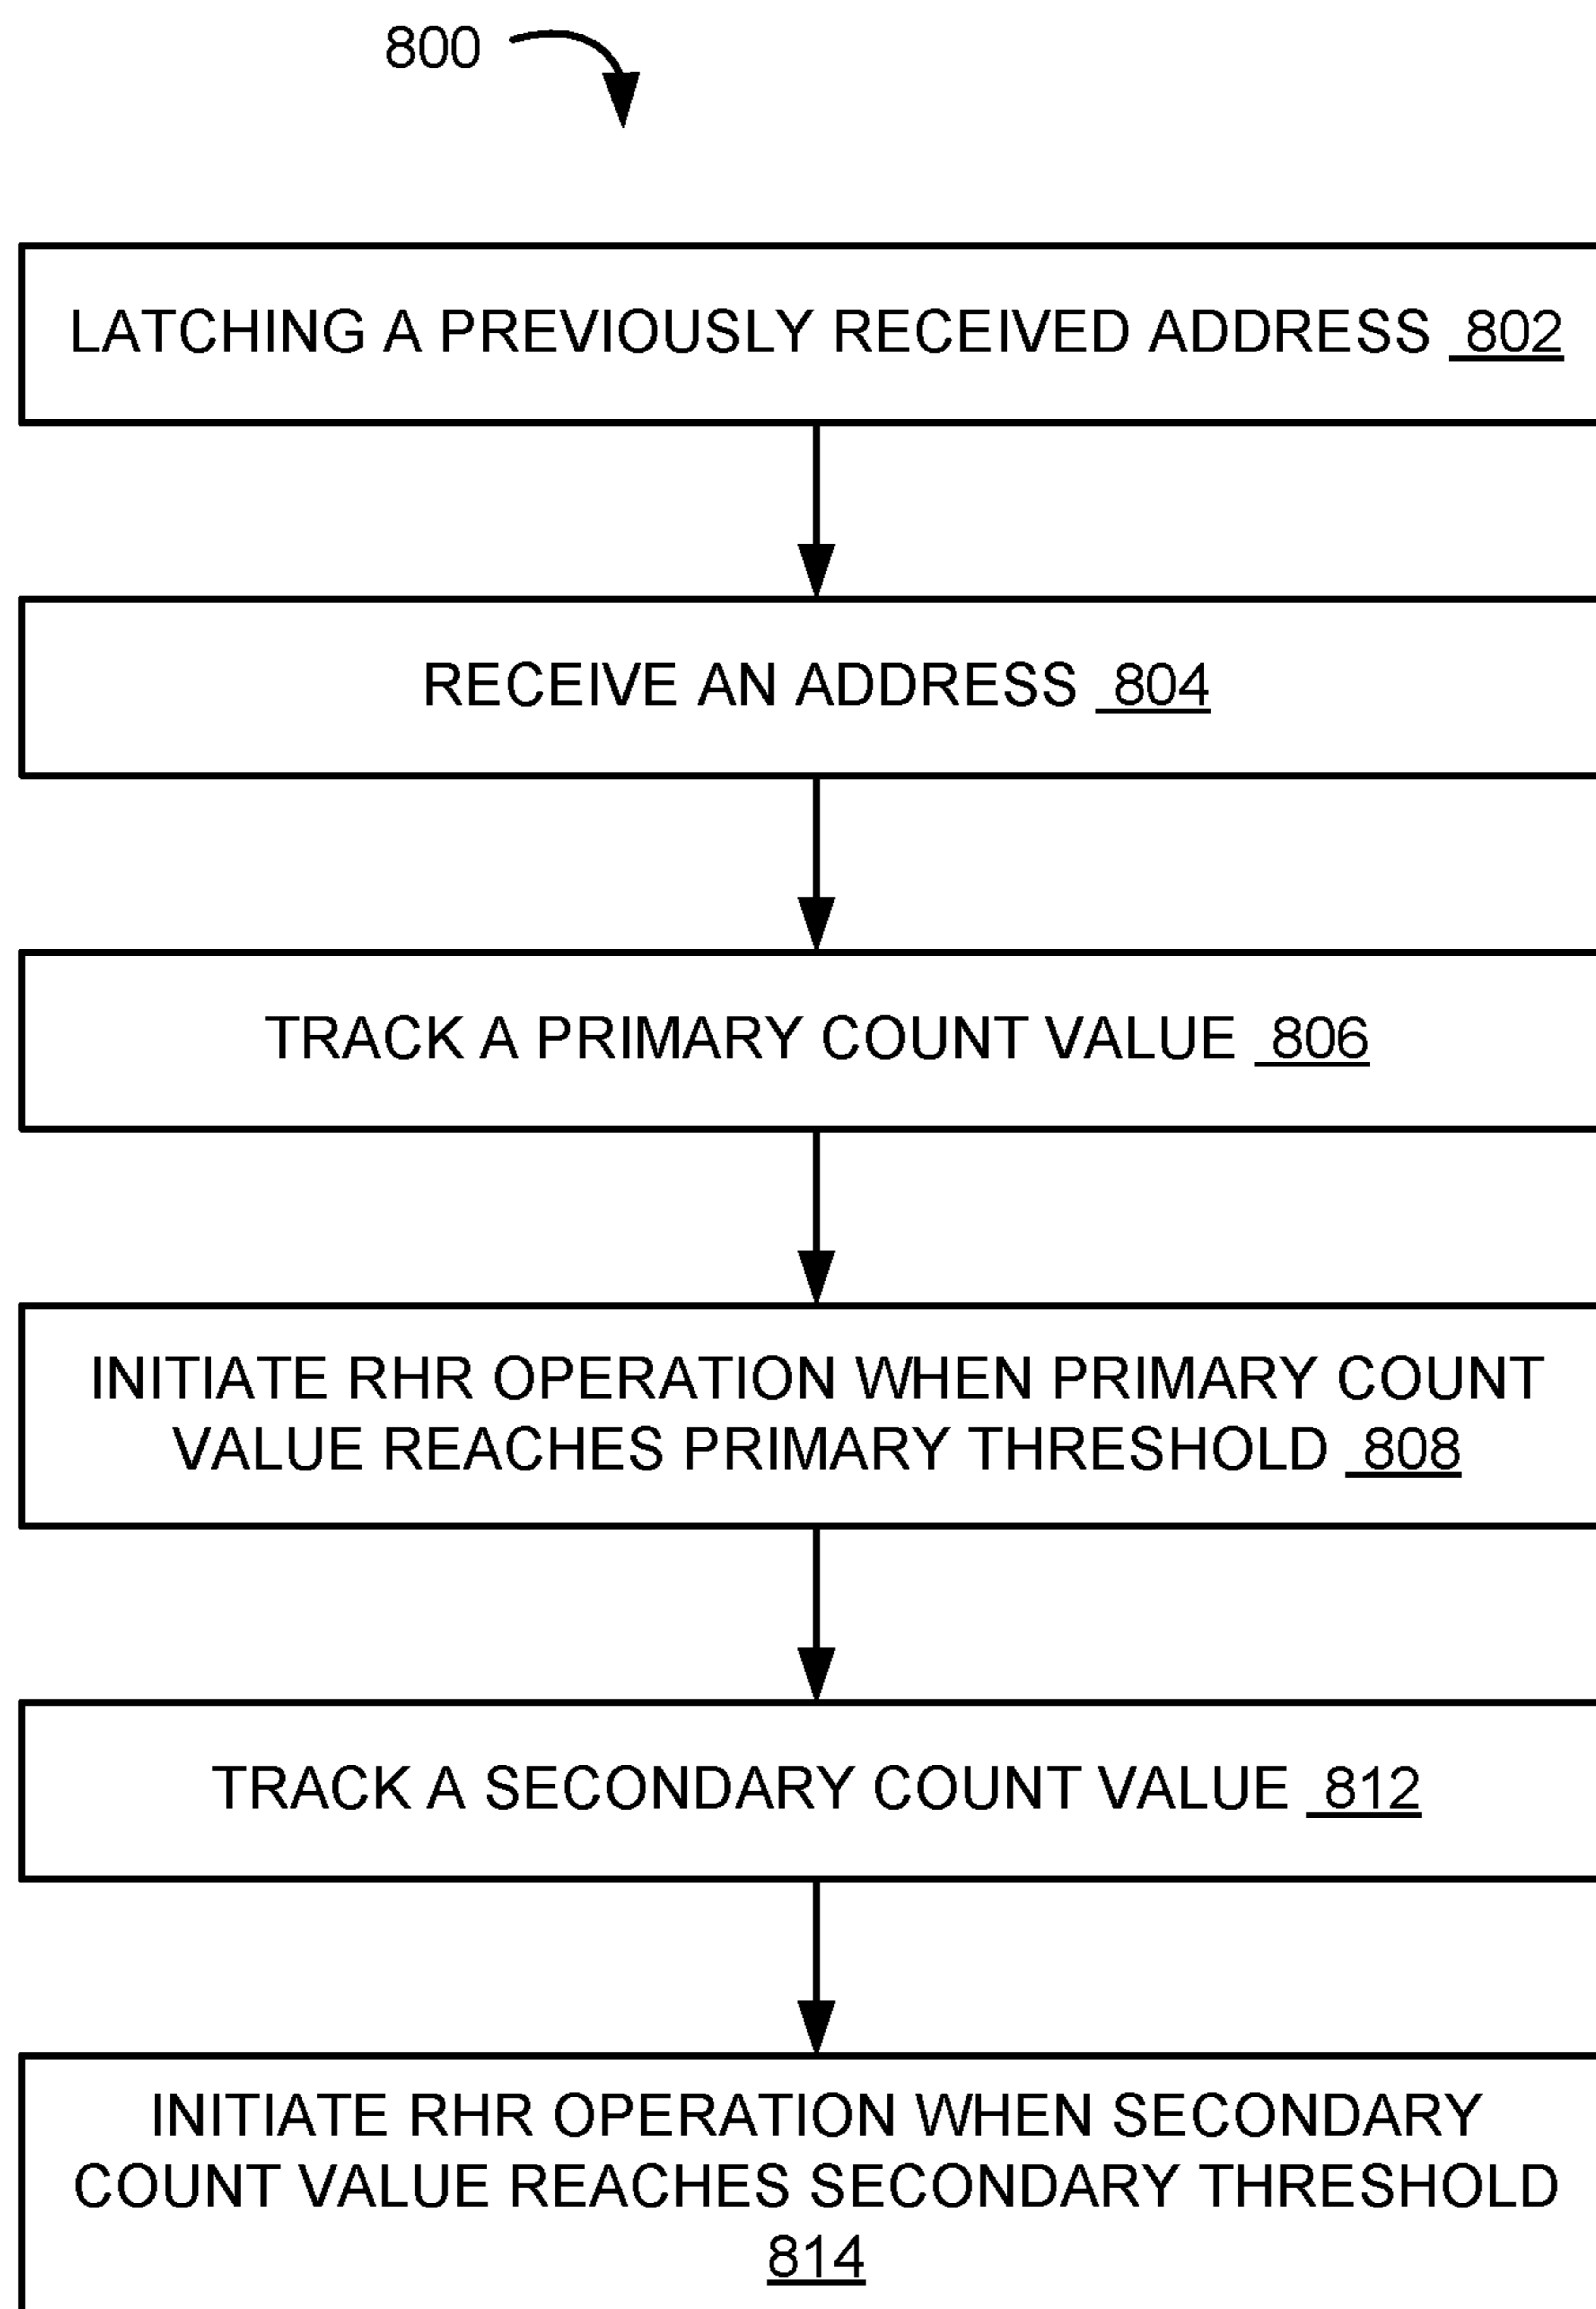 800
LATCHING A PREVIOUSLY RECEIVED ADDRESS 802
RECEIVE AN ADDRESS 804
TRACK A PRIMARY COUNT VALUE 806
INITIATE RHR OPERATION WHEN PRIMARY COUNT
VALUE REACHES PRIMARY THRESHOLD 808
TRACK A SECONDARY COUNT VALUE 812
INITIATE RHR OPERATION WHEN SECONDARY
COUNT VALUE REACHES SECONDARY THRESHOLD
814